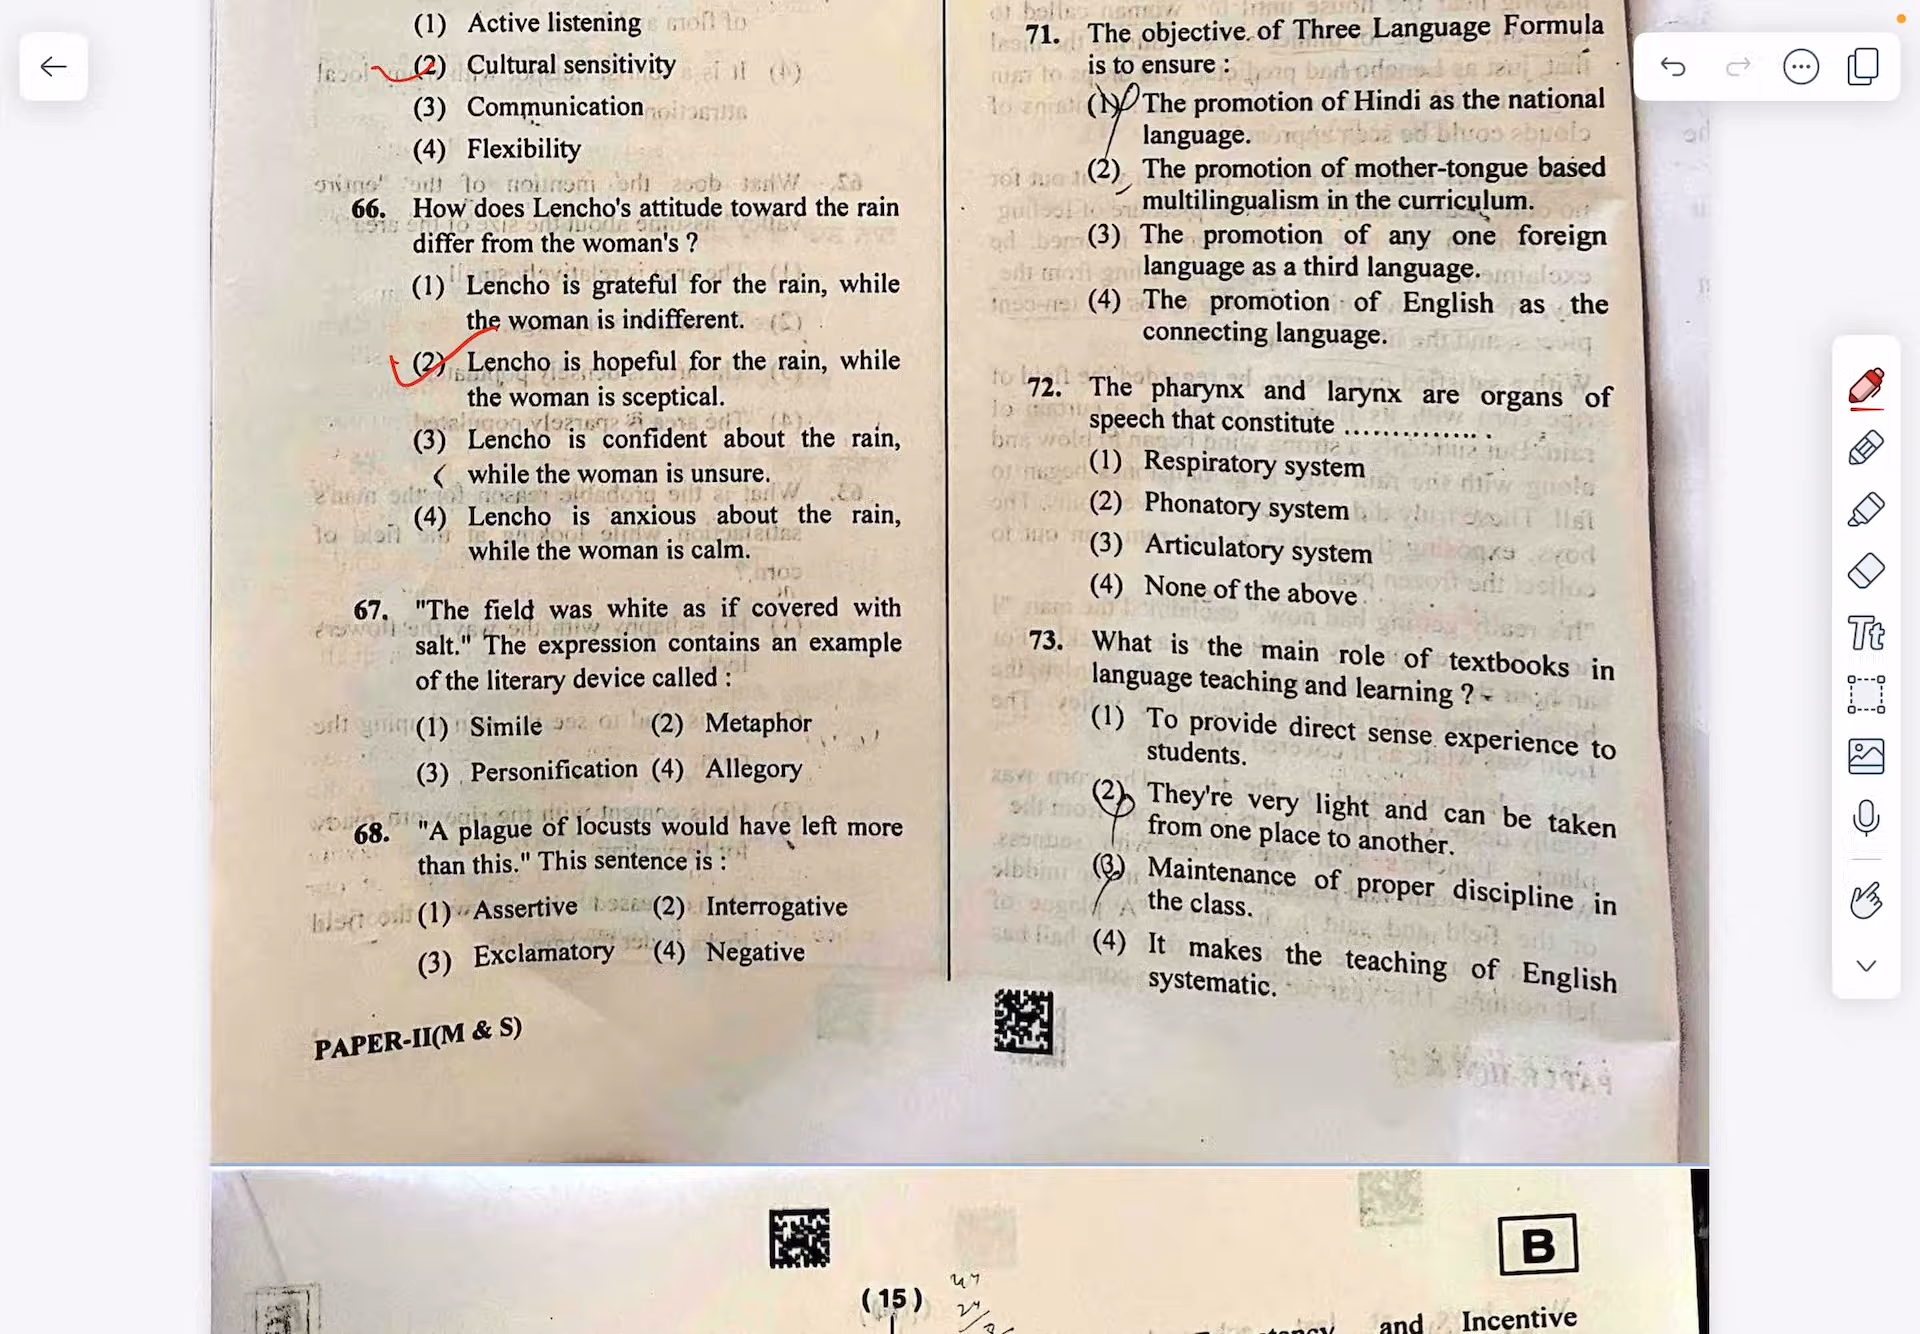 (1) Active listening
(2) Cultural sensitivity
(3) Communication
(4) Flexibility
66. How does Lencho's attitude toward the rain
differ from the woman's ?
(1) Lencho is grateful for the rain, while
the woman is indifferent.
(2) Lencho is hopeful for the rain, while
the woman is sceptical.
(3) Lencho is confident about the rain,
while the woman is unsure.
(4) Lencho is anxious about the rain,
while the woman is calm.
67. "The field was white as if covered with
salt." The expression contains an example
of the literary device called :
(1) Simile (2) Metaphor
(3) Personification (4) Allegory
68. "A plague of locusts would have left more
than this." This sentence is :
(1) Assertive (2) Interrogative
(3) Exclamatory (4) Negative
PAPER-II(M & S)
71. The objective of Three Language Formula
is to ensure :
(1) The promotion of Hindi as the national
language.
(2) The promotion of mother-tongue based
multilingualism in the curriculum.
(3) The promotion of any one foreign
language as a third language.
(4) The promotion of English as the
connecting language.
72. The pharynx and larynx are organs of
speech that constitute ..............
(1) Respiratory system
(2) Phonatory system
(3) Articulatory system
(4) None of the above
73. What is the main role of textbooks in
language teaching and learning ?
(1) To provide direct sense experience to
students.
(2) They're very light and can be taken
from one place to another.
(3) Maintenance of proper discipline in
the class.
(4) It makes the teaching of English
systematic.
B
(15)
and Incentive
Tt